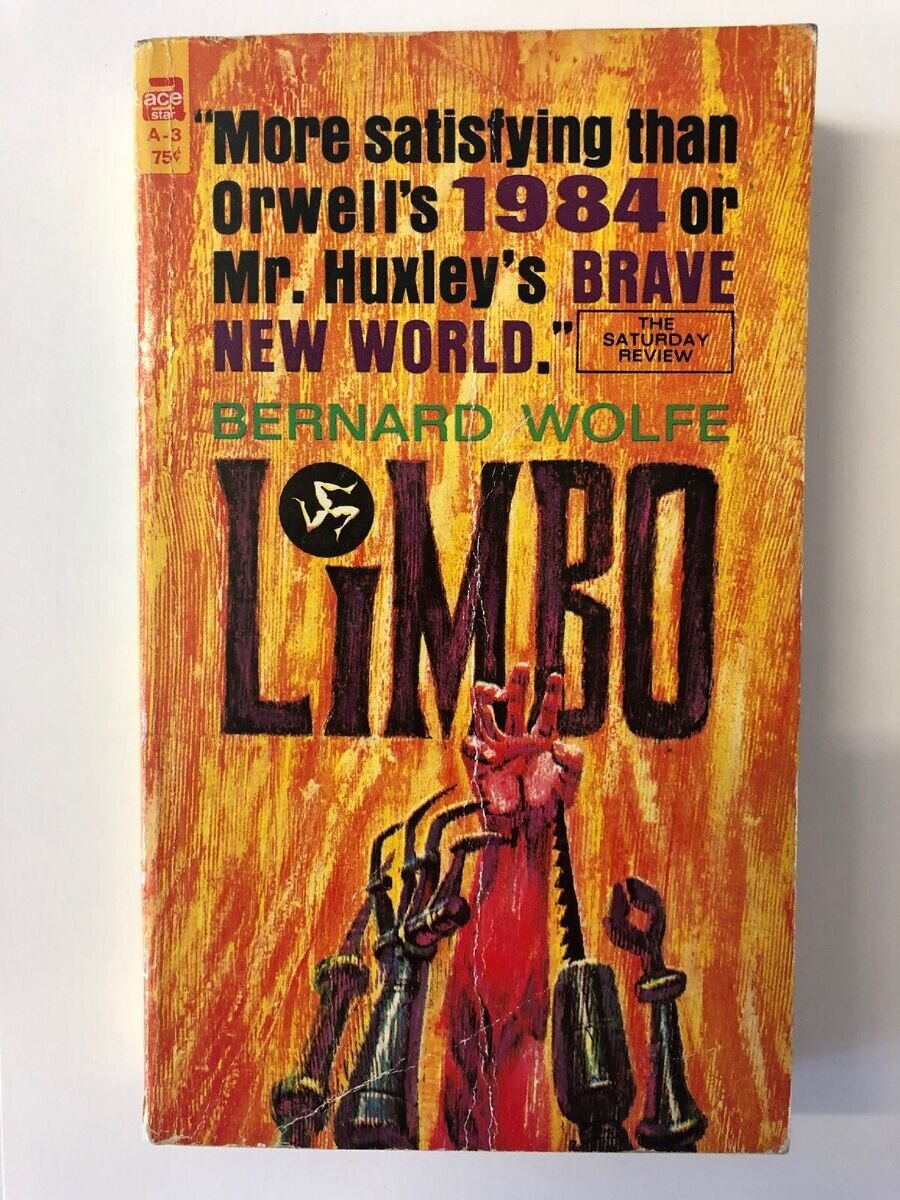 ace
star
A-3
75¢
"More satisfying than
Orwell's 1984 or
Mr. Huxley's BRAVE
NEW WORLD."
THE
SATURDAY
REVIEW
BERNARD WOLFE
LiMBO